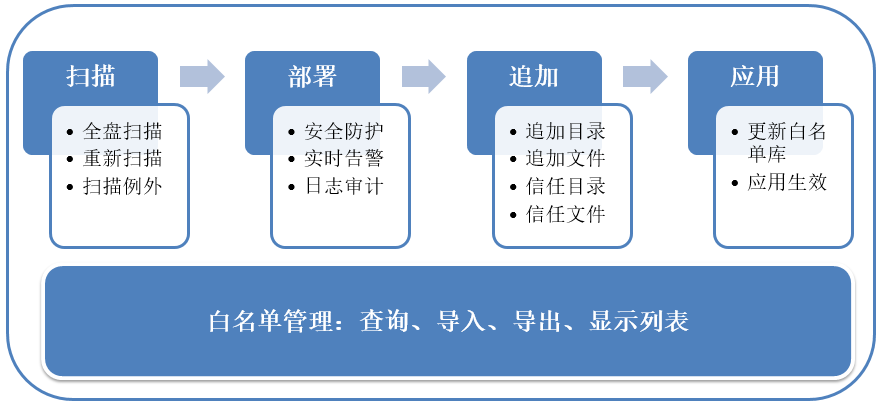 扫描
全盘扫描
重新扫描
扫描例外
部署
安全防护
实时告警
日志审计
追加
追加目录
追加文件
信任目录
信任文件
应用
更新白名
单库
应用生效
白名单管理：查询、导入、导出、显示列表